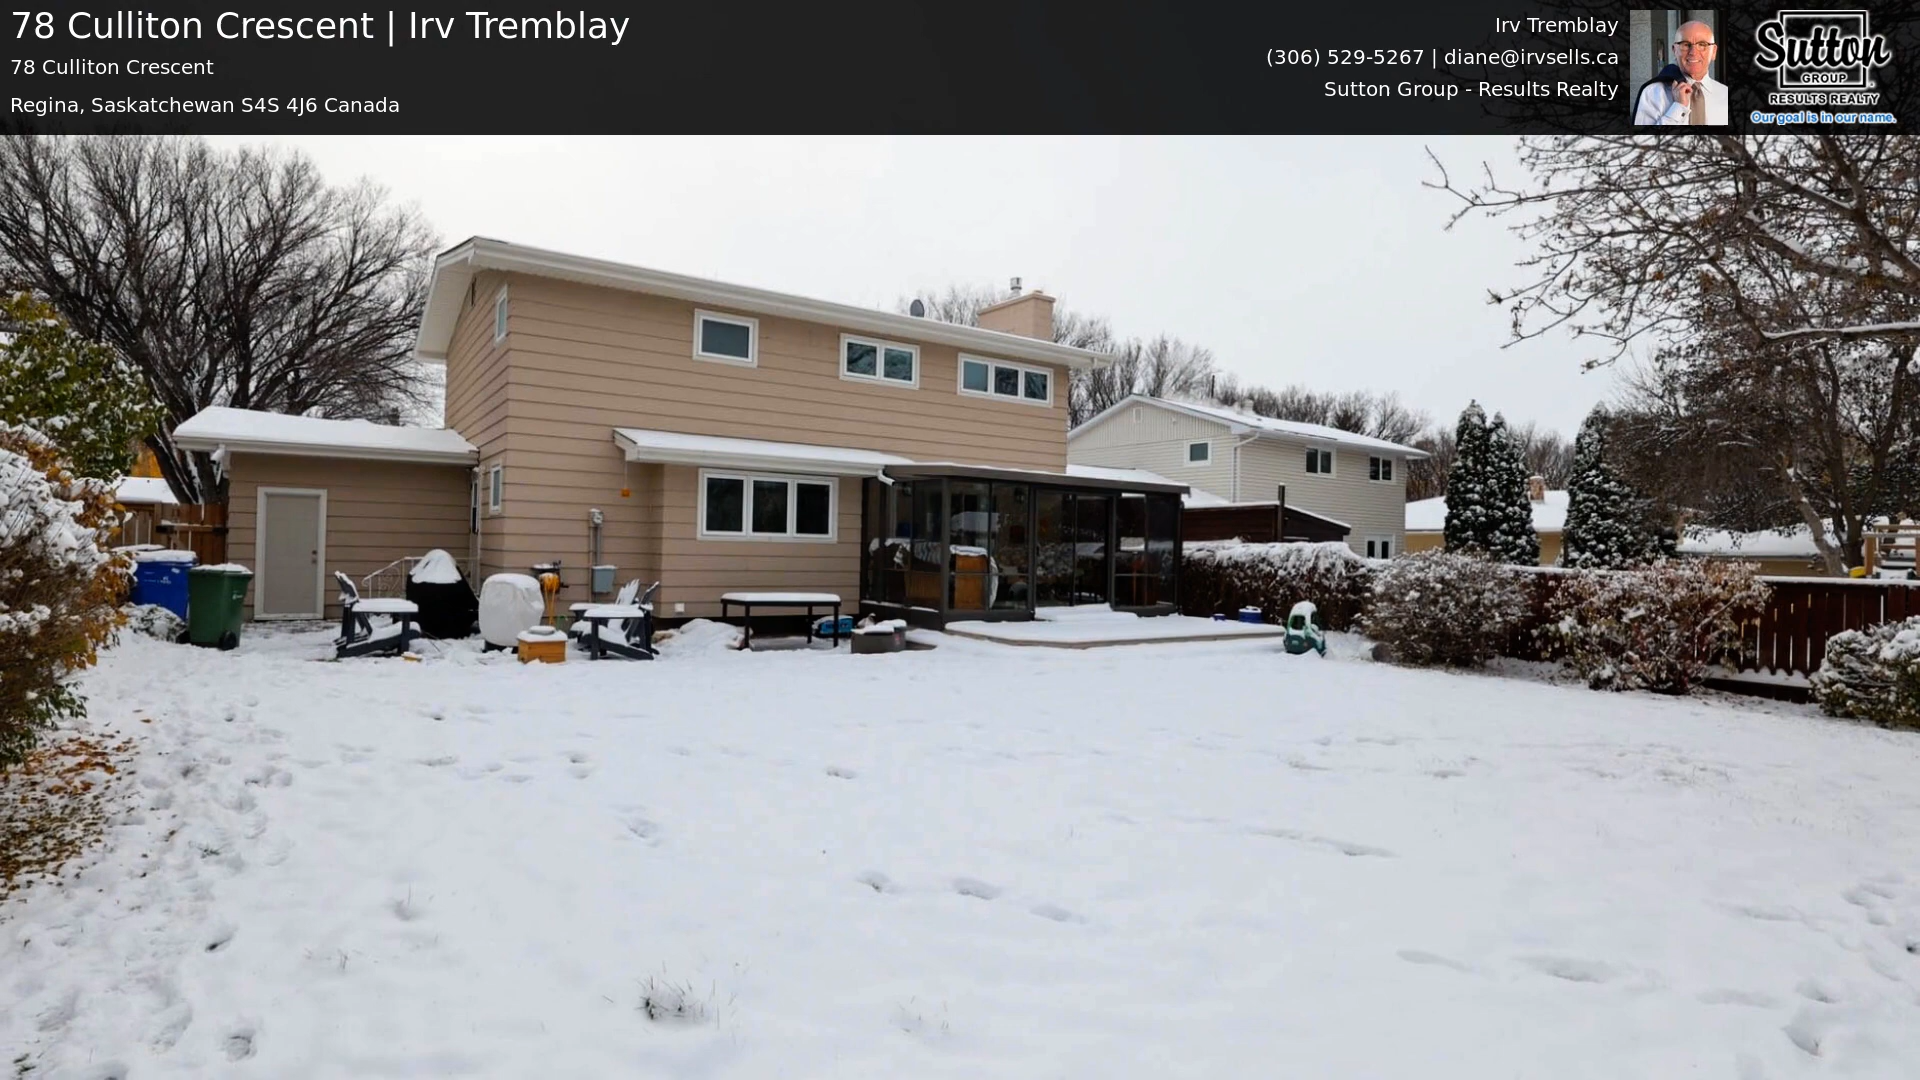 78 Culliton Crescent | Irv Tremblay
78 Culliton Crescent
Regina, Saskatchewan S4S 4J6 Canada
Irv Tremblay
(306) 529-5267 | diane@irvsells.ca
Sutton Group - Results Realty
Sutton
GROUP
RESULTS REALTY
Our goal is in our name.